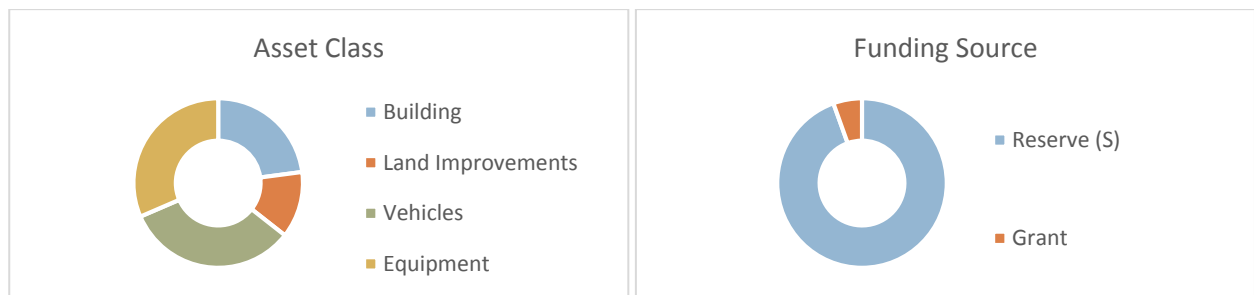 Asset Class
Building
Land Improvements
Vehicles
Equipment
Funding Source
Reserve (S)
Grant